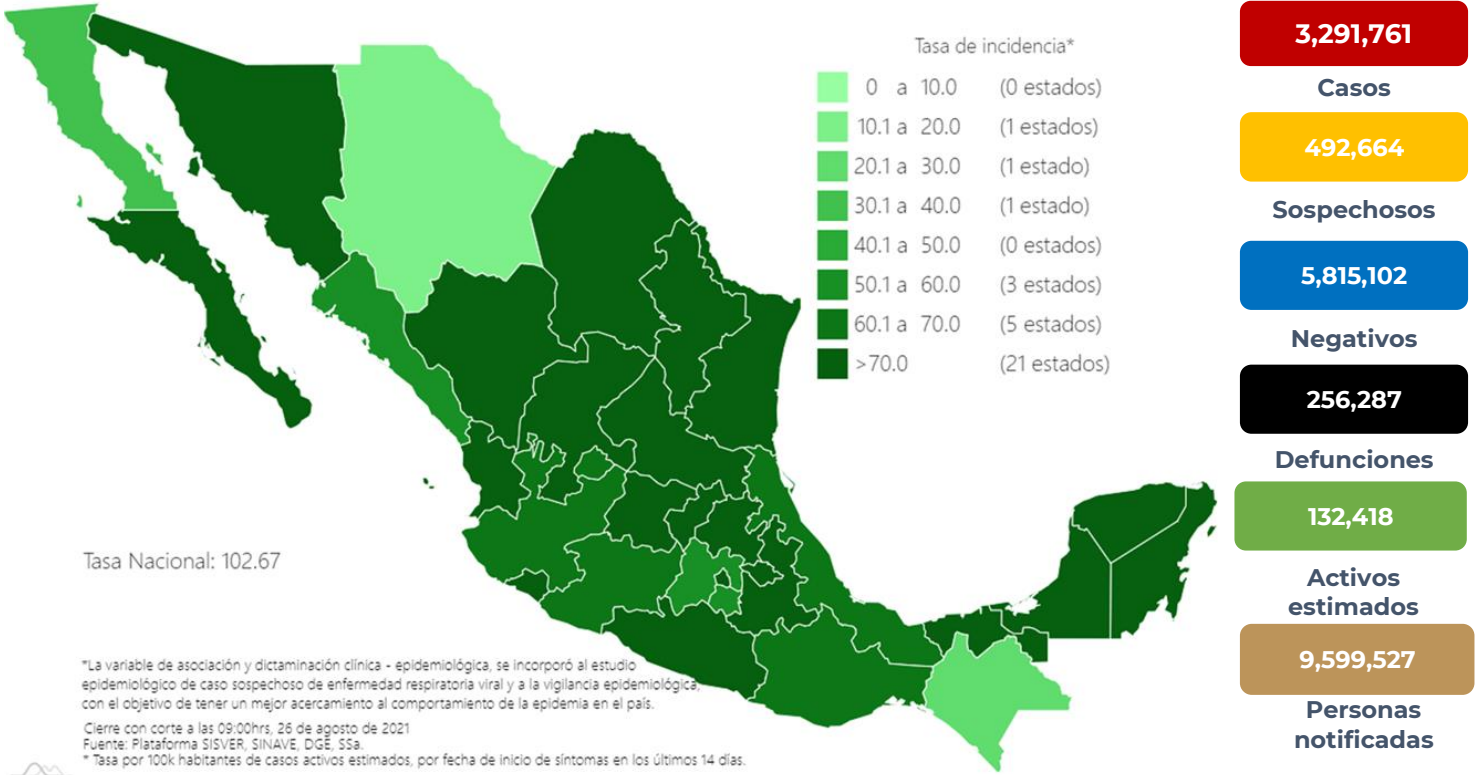 Tasa de incidencia*
0 a 10.0 (0 estados)
10.1 a 20.0 (1 estados)
20.1 a 30.0 (1 estado)
30.1 a 40.0 (1 estado)
40.1 a 50.0 (0 estados)
50.1 a 60.0 (3 estados)
60.1 a 70.0 (5 estados)
>70.0 (21 estados)
Tasa Nacional: 102.67
*La variable de asociación y dictaminación clínica - epidemiológica, se incorporó al estudio
epidemiológico de caso sospechoso de enfermedad respiratoria viral y a la vigilancia epidemiológica,
con el objetivo de tener un mejor acercamiento al comportamiento de la epidemia en el país.
Cierre con corte a las 09:00hrs, 26 de agosto de 2021
Fuente: Plataforma SISVER, SINAVE, DGE, SSa.
* Tasa por 100k habitantes de casos activos estimados, por fecha de inicio de síntomas en los últimos 14 días.
3,291,761
Casos
492,664
Sospechosos
5,815,102
Negativos
256,287
Defunciones
132,418
Activos
estimados
9,599,527
Personas
notificadas